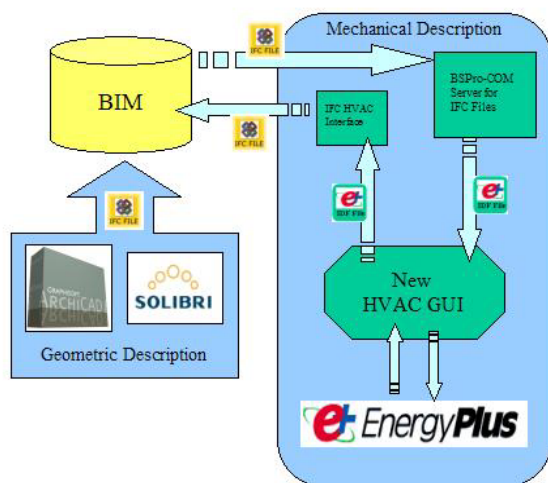 Mechanical Description
IFC FILE
BIM
BSPro-COM
Server for
IFC Files
IFC HVAC
Interface
IFC FILE
e+
IDF File
e+
IDF File
IFC FILE
GRAPHISOFT
ARCHICAD
SOLIBRI
Geometric Description
New
HVAC GUI
e+ EnergyPlus